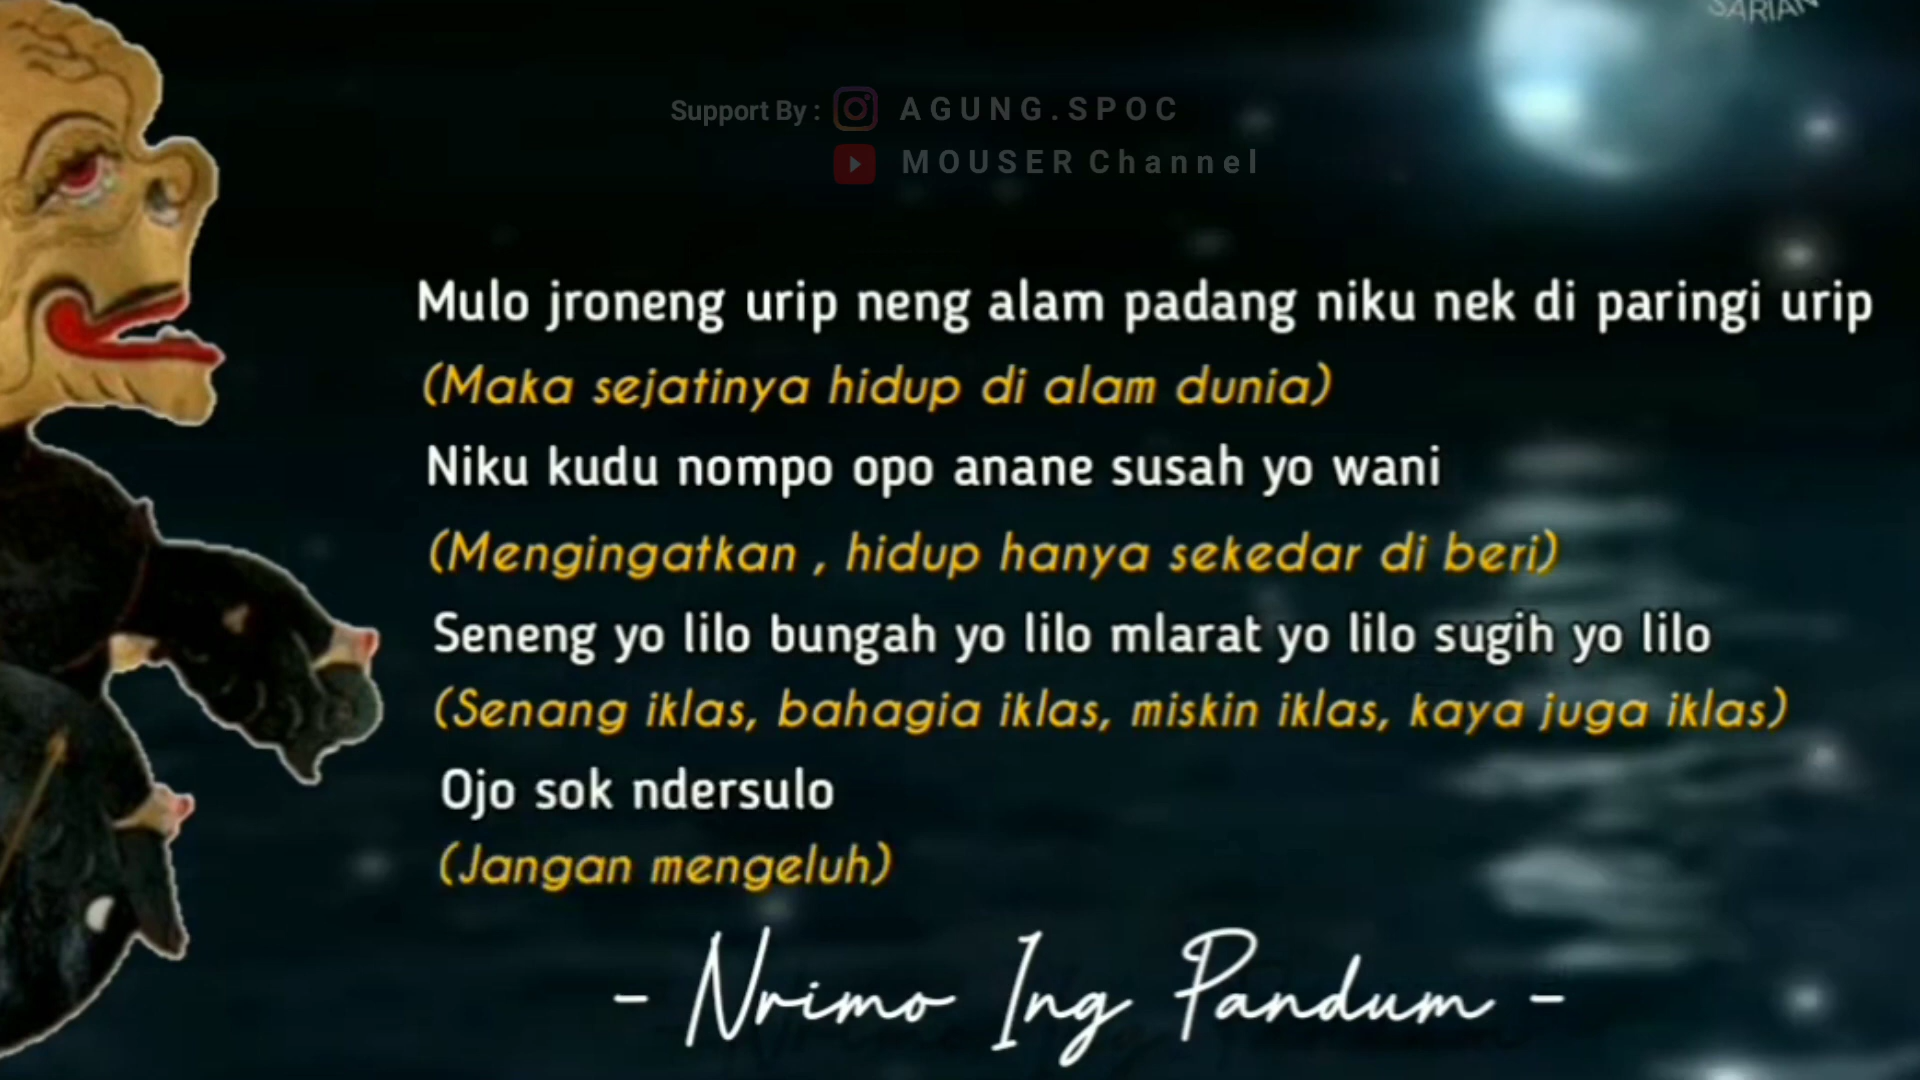 SARIAN
Support By : AGUNG.SPOC
MOUSER Channel
Mulo jroneng urip neng alam padang niku nek di paringi urip
(Maka sejatinya hidup di alam dunia)
Niku kudu nompo opo anane susah yo wani
(Mengingatkan , hidup hanya sekedar di beri)
Seneng yo lilo bungah yo lilo mlarat yo lilo sugih yo lilo
(Senang iklas, bahagia iklas, miskin iklas, kaya juga iklas)
Ojo sok ndersulo
(Jangan mengeluh)
- Nrimo Ing Pandum -